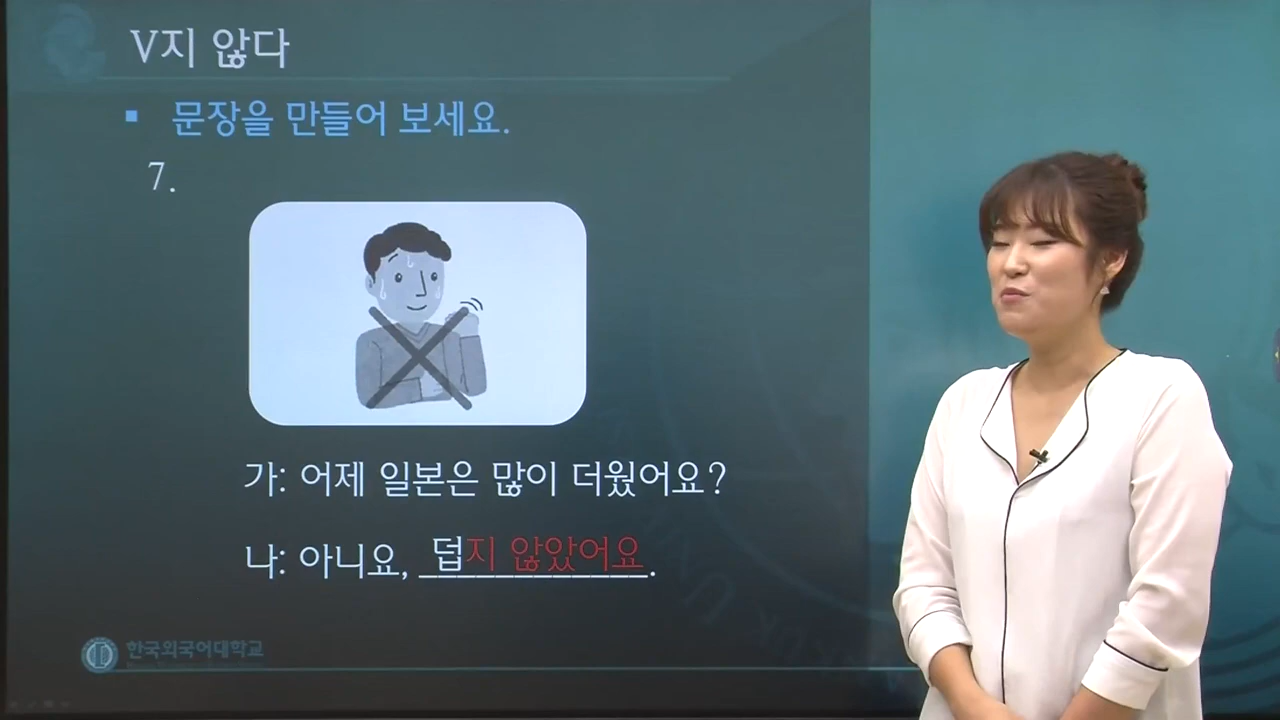 V지 않다
▪ 문장을 만들어 보세요.
7.
가: 어제 일본은 많이 더웠어요?
나: 아니요, 덥지 않았어요.
한국외국어대학교